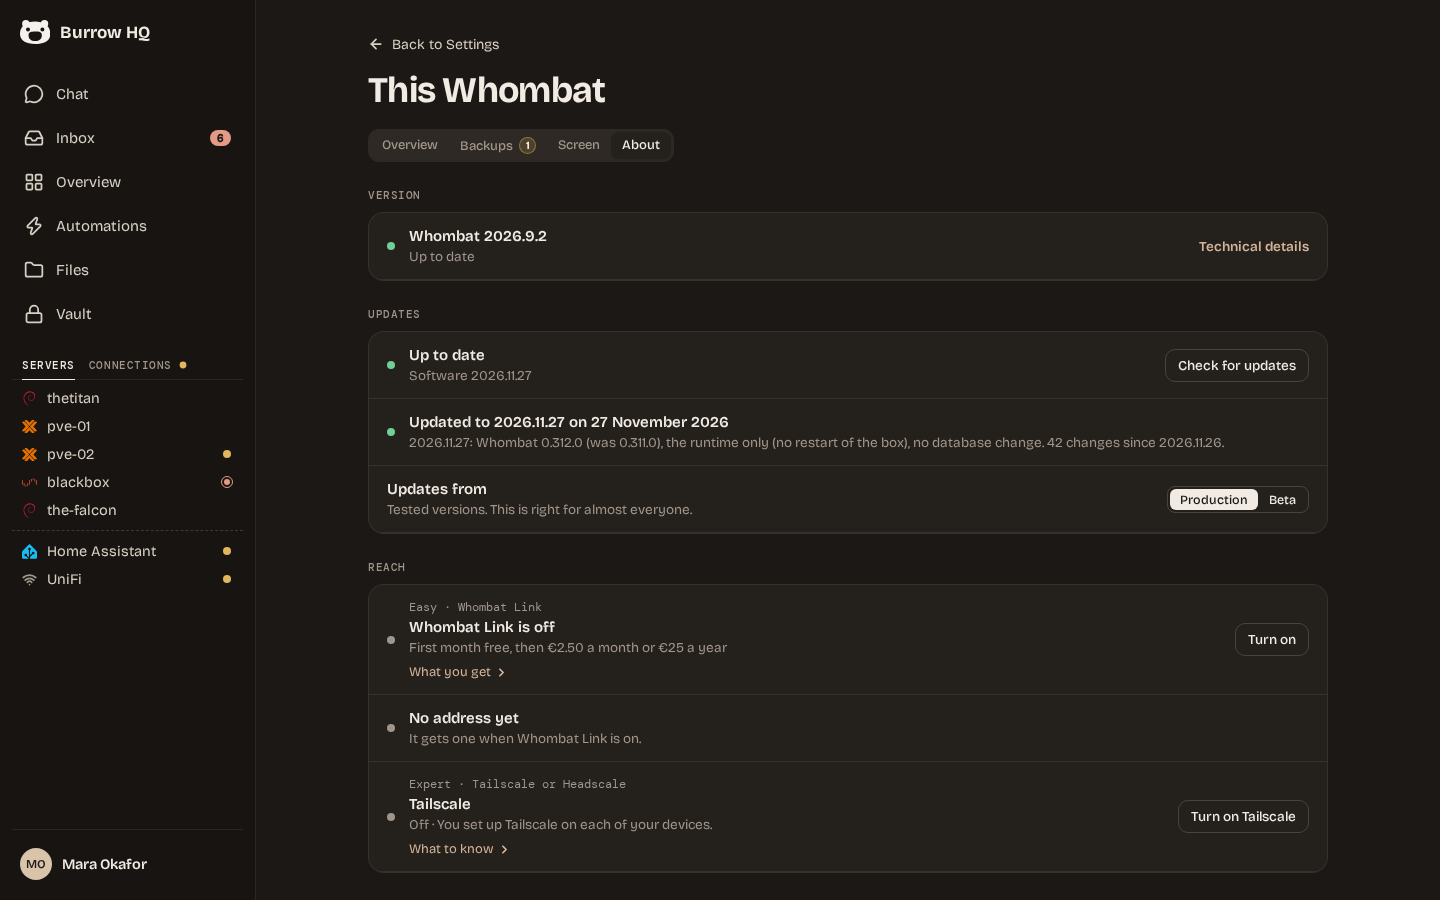 Burrow HQ
Chat
Inbox 6
Overview
Automations
Files
Vault
SERVERS CONNECTIONS
thetitan
pve-01
pve-02
blackbox
the-falcon
Home Assistant
UniFi
MO Mara Okafor
Back to Settings
This Whombat
Overview Backups 1 Screen About
VERSION
Whombat 2026.9.2
Up to date
Technical details
UPDATES
Up to date
Software 2026.11.27
Check for updates
Updated to 2026.11.27 on 27 November 2026
2026.11.27: Whombat 0.312.0 (was 0.311.0), the runtime only (no restart of the box), no database change. 42 changes since 2026.11.26.
Updates from
Tested versions. This is right for almost everyone.
Production Beta
REACH
Easy · Whombat Link
Whombat Link is off
First month free, then €2.50 a month or €25 a year
What you get
Turn on
No address yet
It gets one when Whombat Link is on.
Expert · Tailscale or Headscale
Tailscale
Off · You set up Tailscale on each of your devices.
What to know
Turn on Tailscale